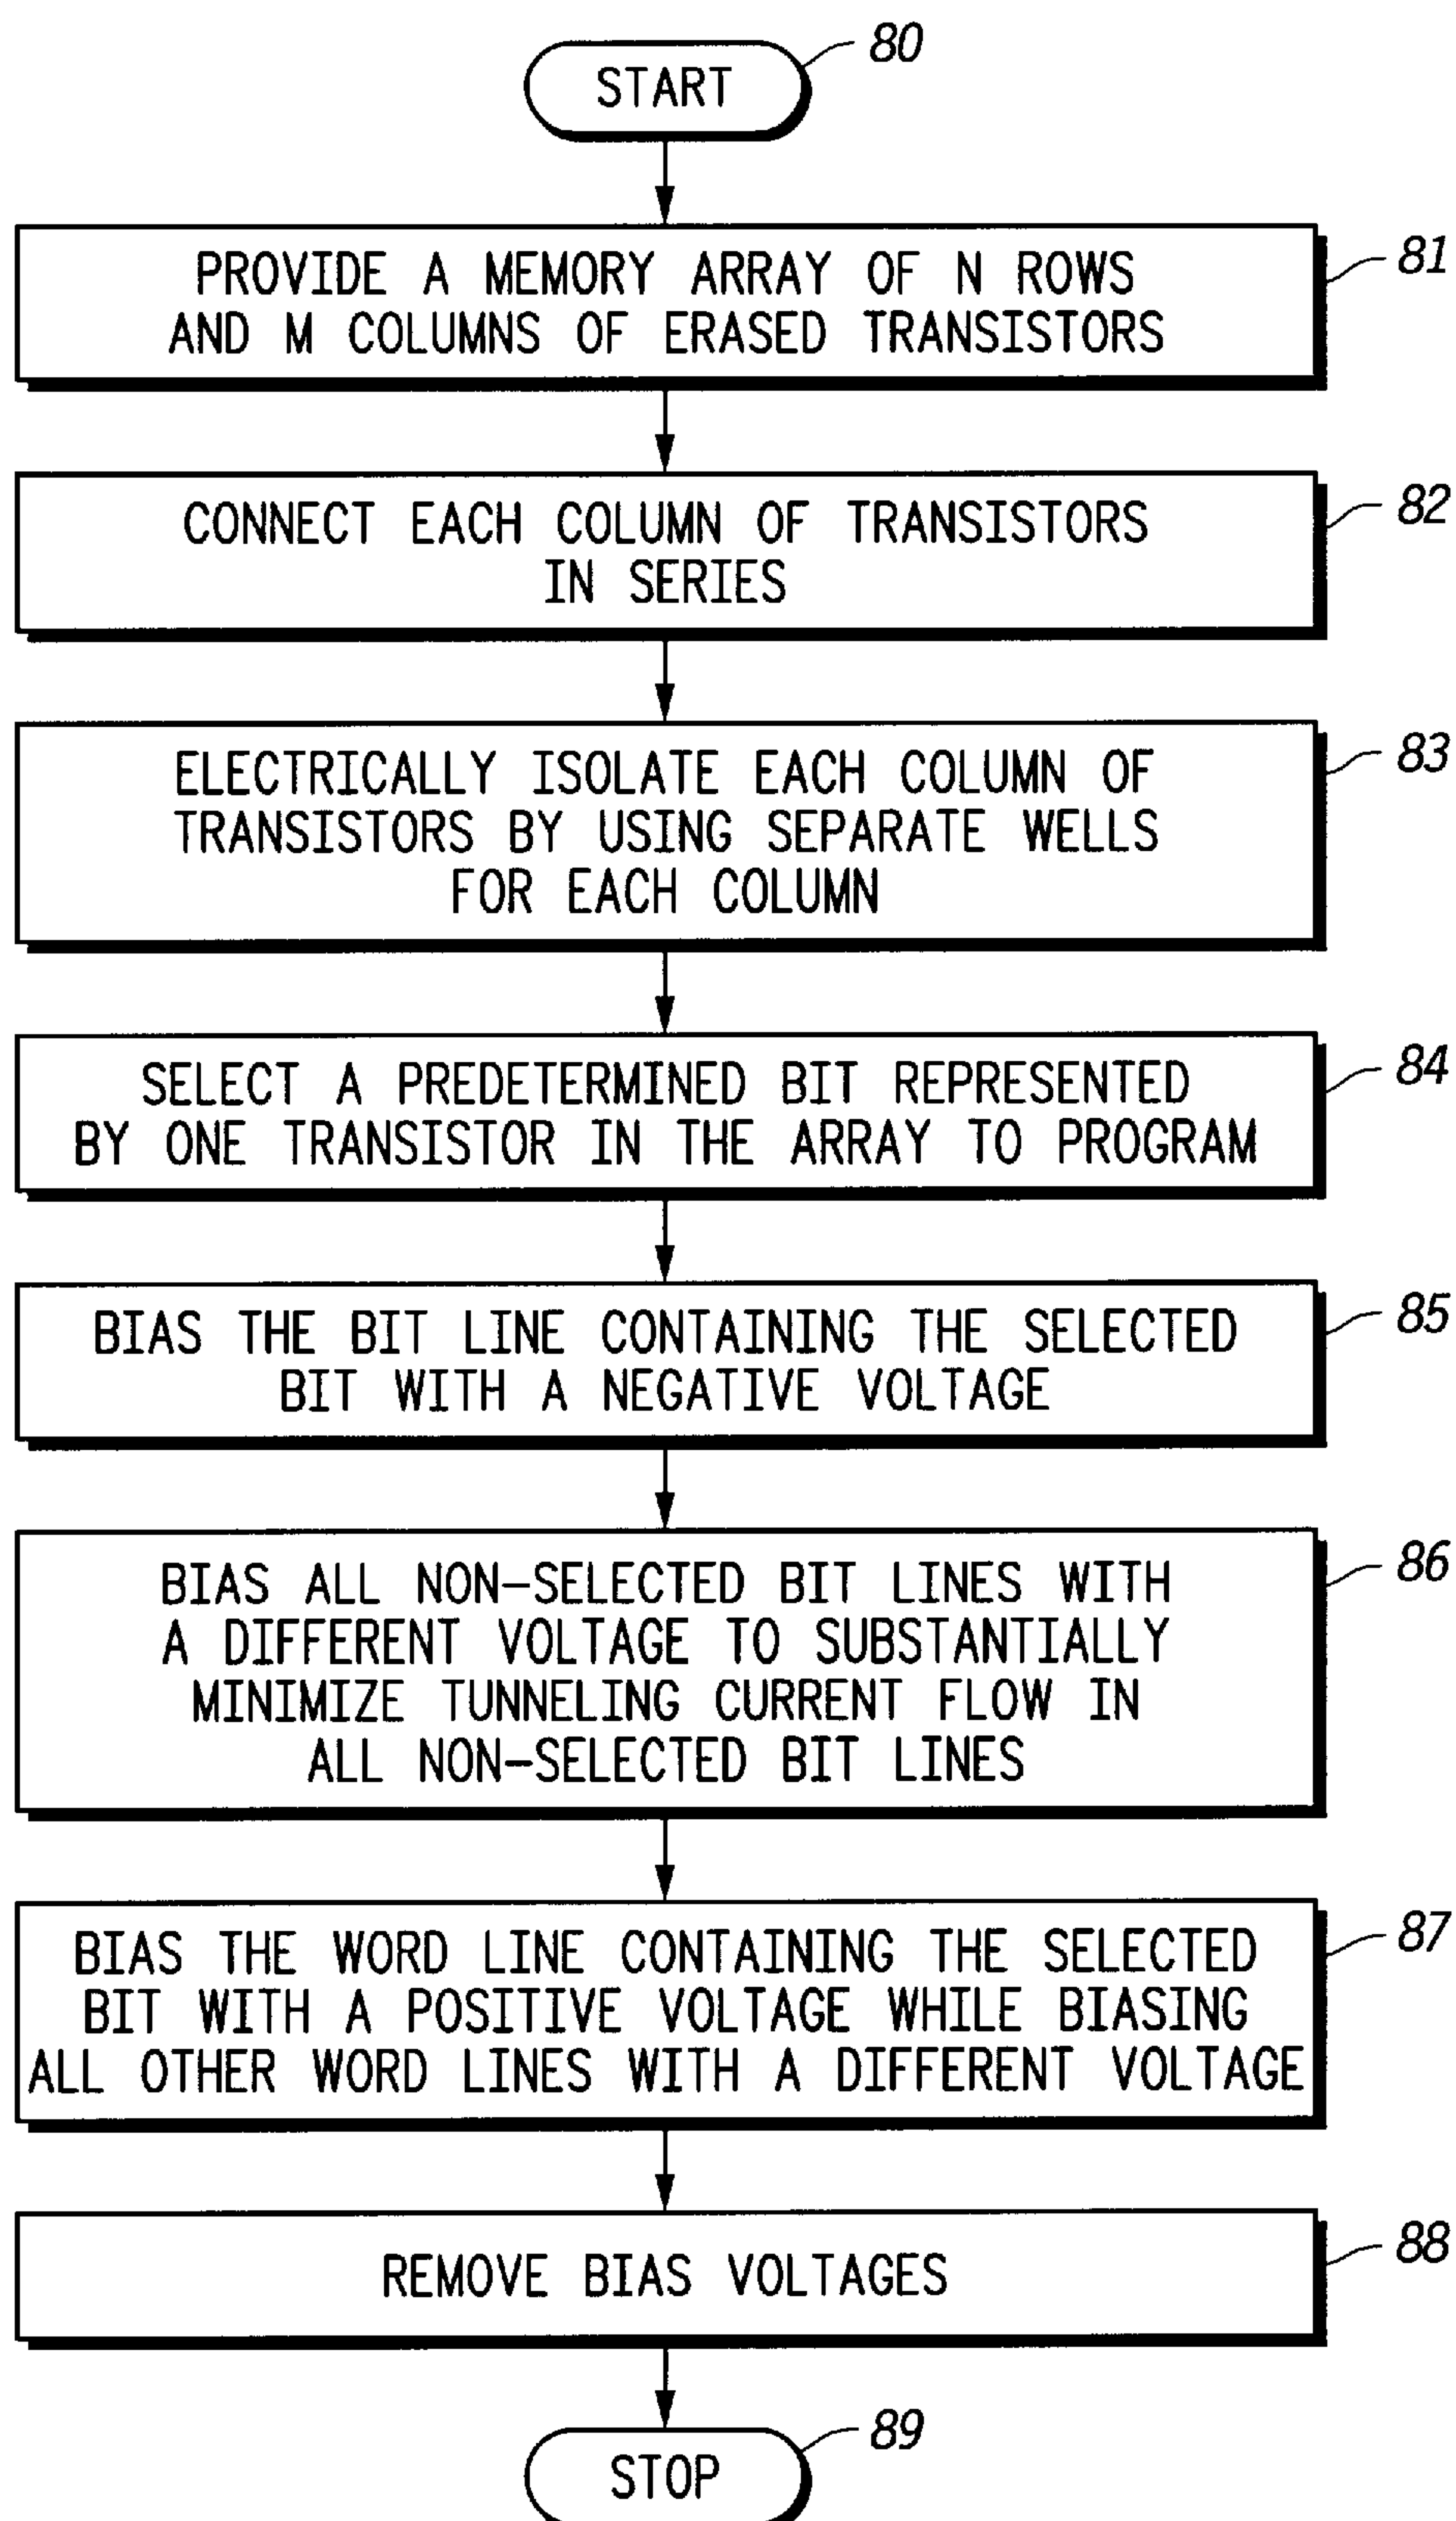 START
80
PROVIDE A MEMORY ARRAY OF N ROWS
AND M COLUMNS OF ERASED TRANSISTORS
81
CONNECT EACH COLUMN OF TRANSISTORS
IN SERIES
82
ELECTRICALLY ISOLATE EACH COLUMN OF
TRANSISTORS BY USING SEPARATE WELLS
FOR EACH COLUMN
83
SELECT A PREDETERMINED BIT REPRESENTED
BY ONE TRANSISTOR IN THE ARRAY TO PROGRAM
84
BIAS THE BIT LINE CONTAINING THE SELECTED
BIT WITH A NEGATIVE VOLTAGE
85
BIAS ALL NON-SELECTED BIT LINES WITH
A DIFFERENT VOLTAGE TO SUBSTANTIALLY
MINIMIZE TUNNELING CURRENT FLOW IN
ALL NON-SELECTED BIT LINES
86
BIAS THE WORD LINE CONTAINING THE SELECTED
BIT WITH A POSITIVE VOLTAGE WHILE BIASING
ALL OTHER WORD LINES WITH A DIFFERENT VOLTAGE
87
REMOVE BIAS VOLTAGES
88
STOP
89